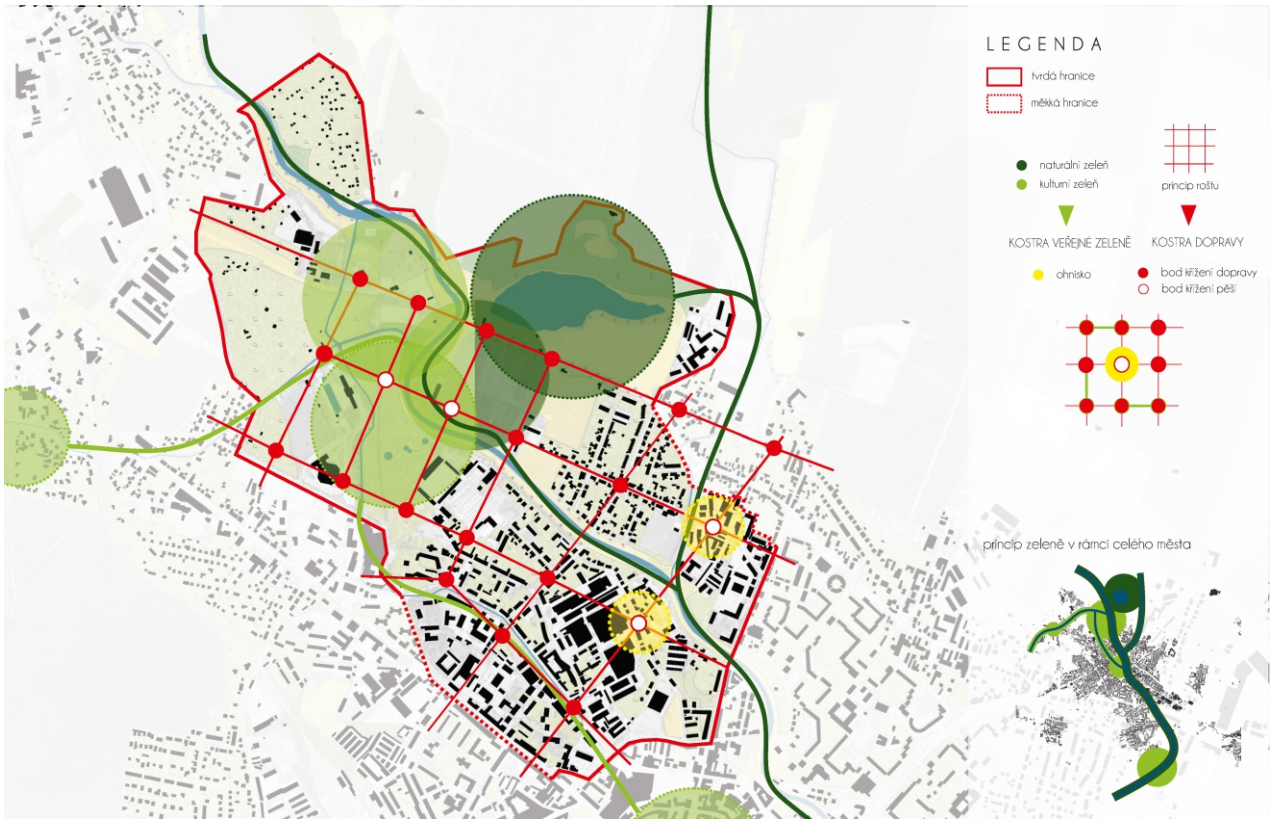 LEGENDA
tvrdá hranice
měkká hranice
naturální zeleň
kulturní zeleň
princip roštu
KOSTRA VEŘEJNÉ ZELENĚ
KOSTRA DOPRAVY
ohnisko
bod křížení dopravy
bod křížení pěší
princip zeleně v rámci celého města